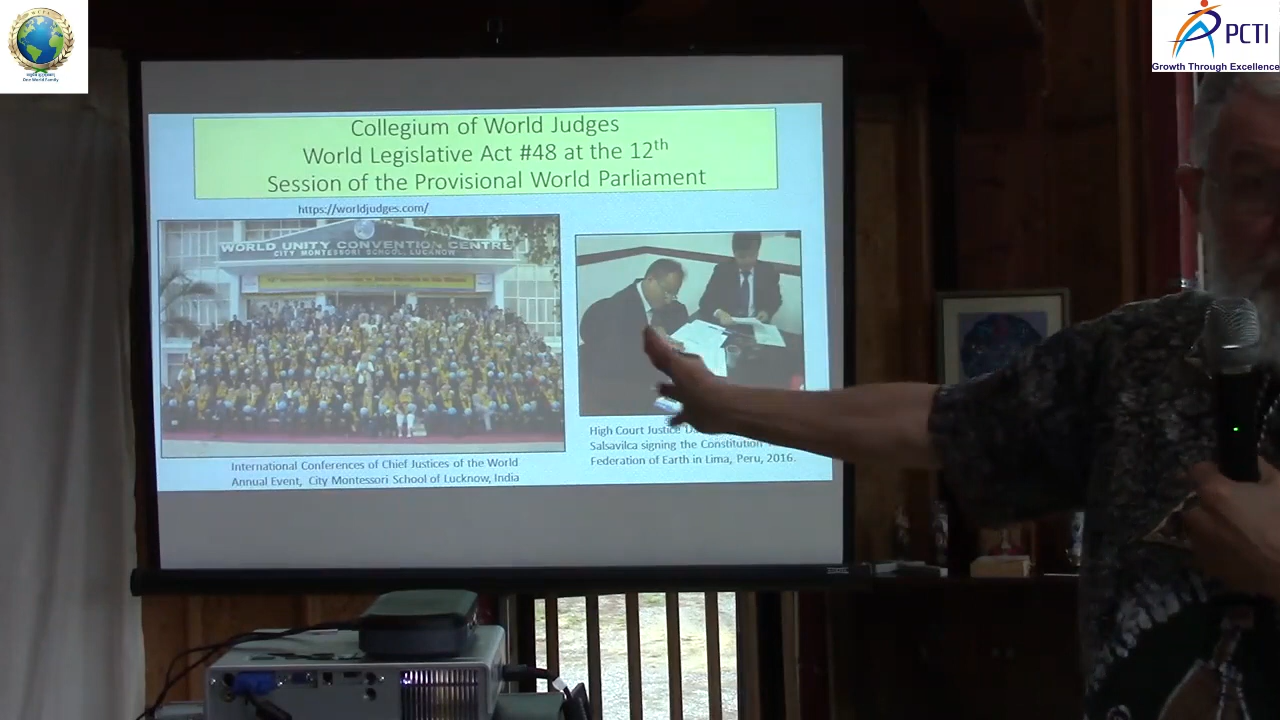 One World Family
PCTI
Growth Through Excellence
Collegium of World Judges
World Legislative Act #48 at the 12th
Session of the Provisional World Parliament
https://worldjudges.com/
WORLD UNITY CONVENTION CENTRE
CITY MONTESSORI SCHOOL, LUCKNOW
International Conferences of Chief Justices of the World
Annual Event, City Montessori School of Lucknow, India
High Court Justice
Salsavilca signing the Constitution
Federation of Earth in Lima, Peru, 2016.